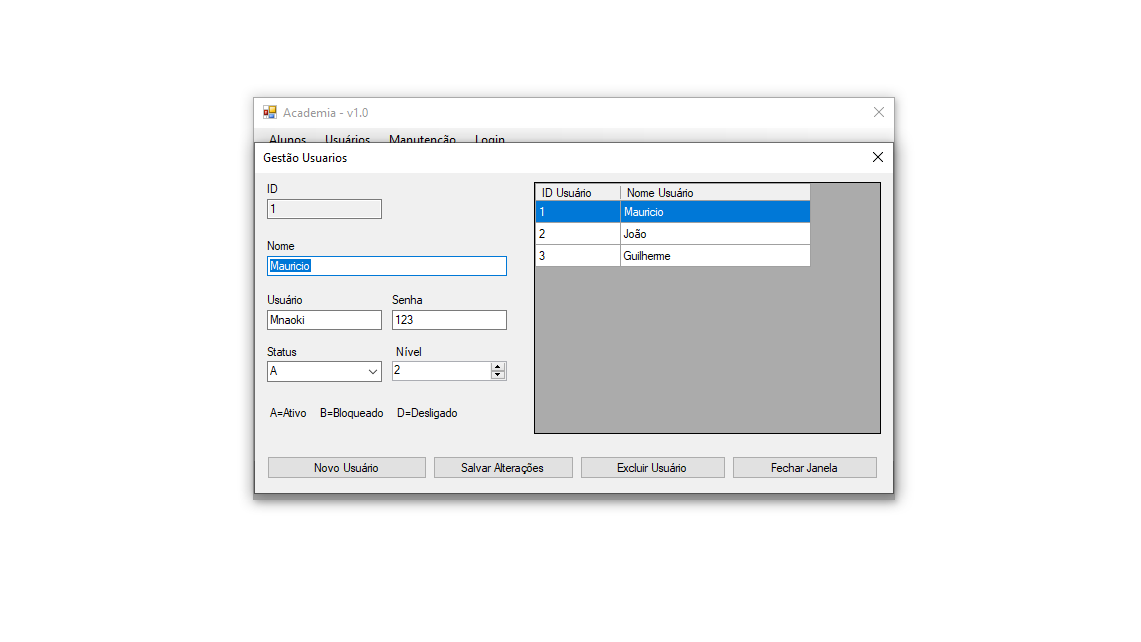 Academia - v1.0
Alunos Usuários Manutenção Login
Gestão Usuarios
ID
1
Nome
Mauricio
Usuário Senha
Mnaoki 123
Status Nível
A 2
A=Ativo B=Bloqueado D=Desligado
ID Usuário Nome Usuário
1 Mauricio
2 João
3 Guilherme
Novo Usuário Salvar Alterações Excluir Usuário Fechar Janela